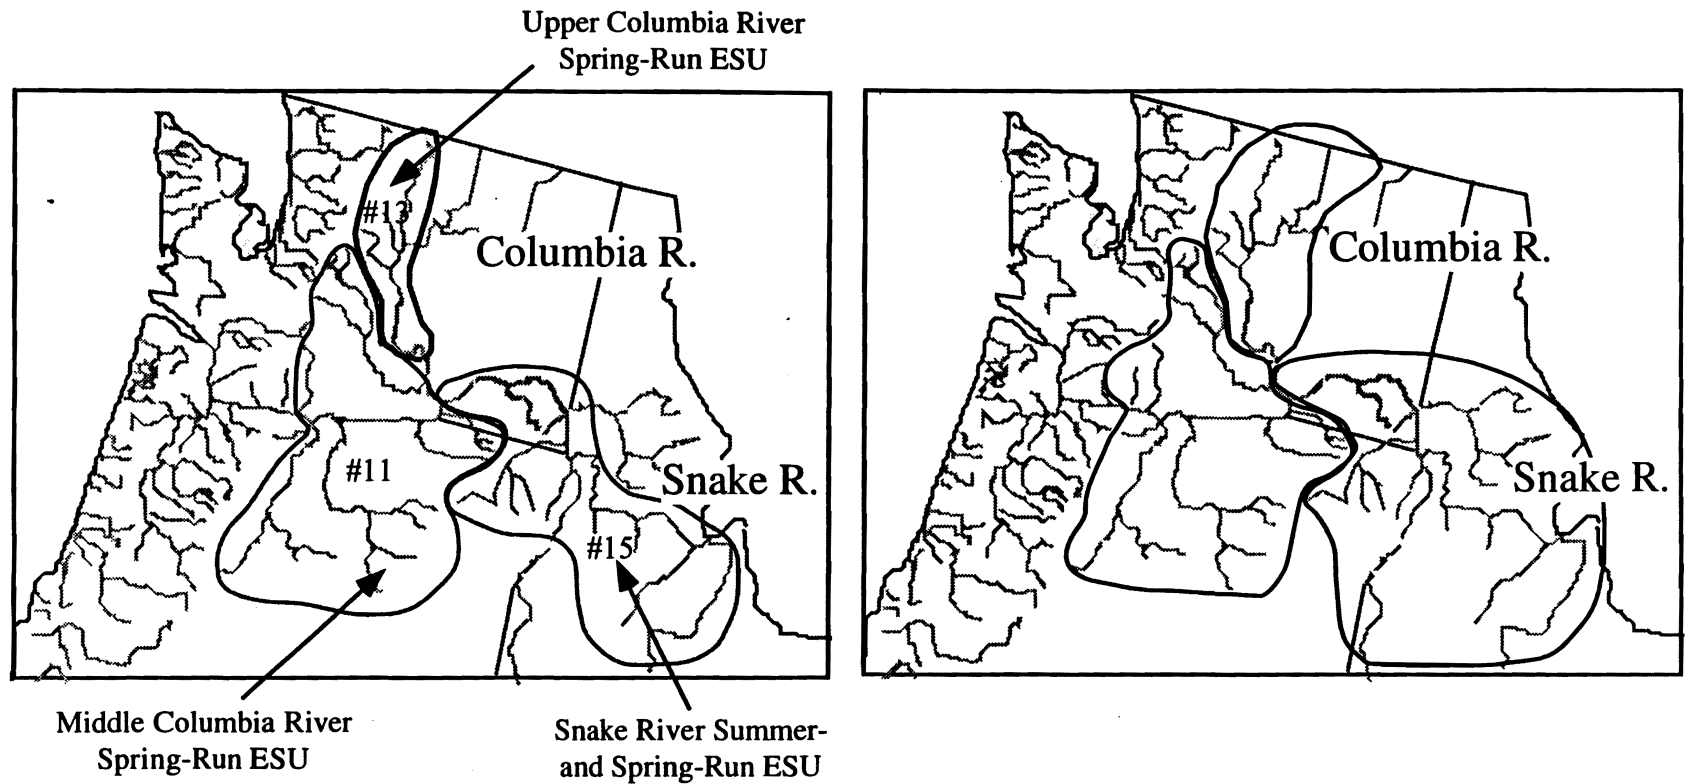 Upper Columbia River
Spring-Run ESU
#13
Columbia R.
Columbia R.
#11
Snake R.
Snake R.
#15
Middle Columbia River
Spring-Run ESU
Snake River Summer-
and Spring-Run ESU